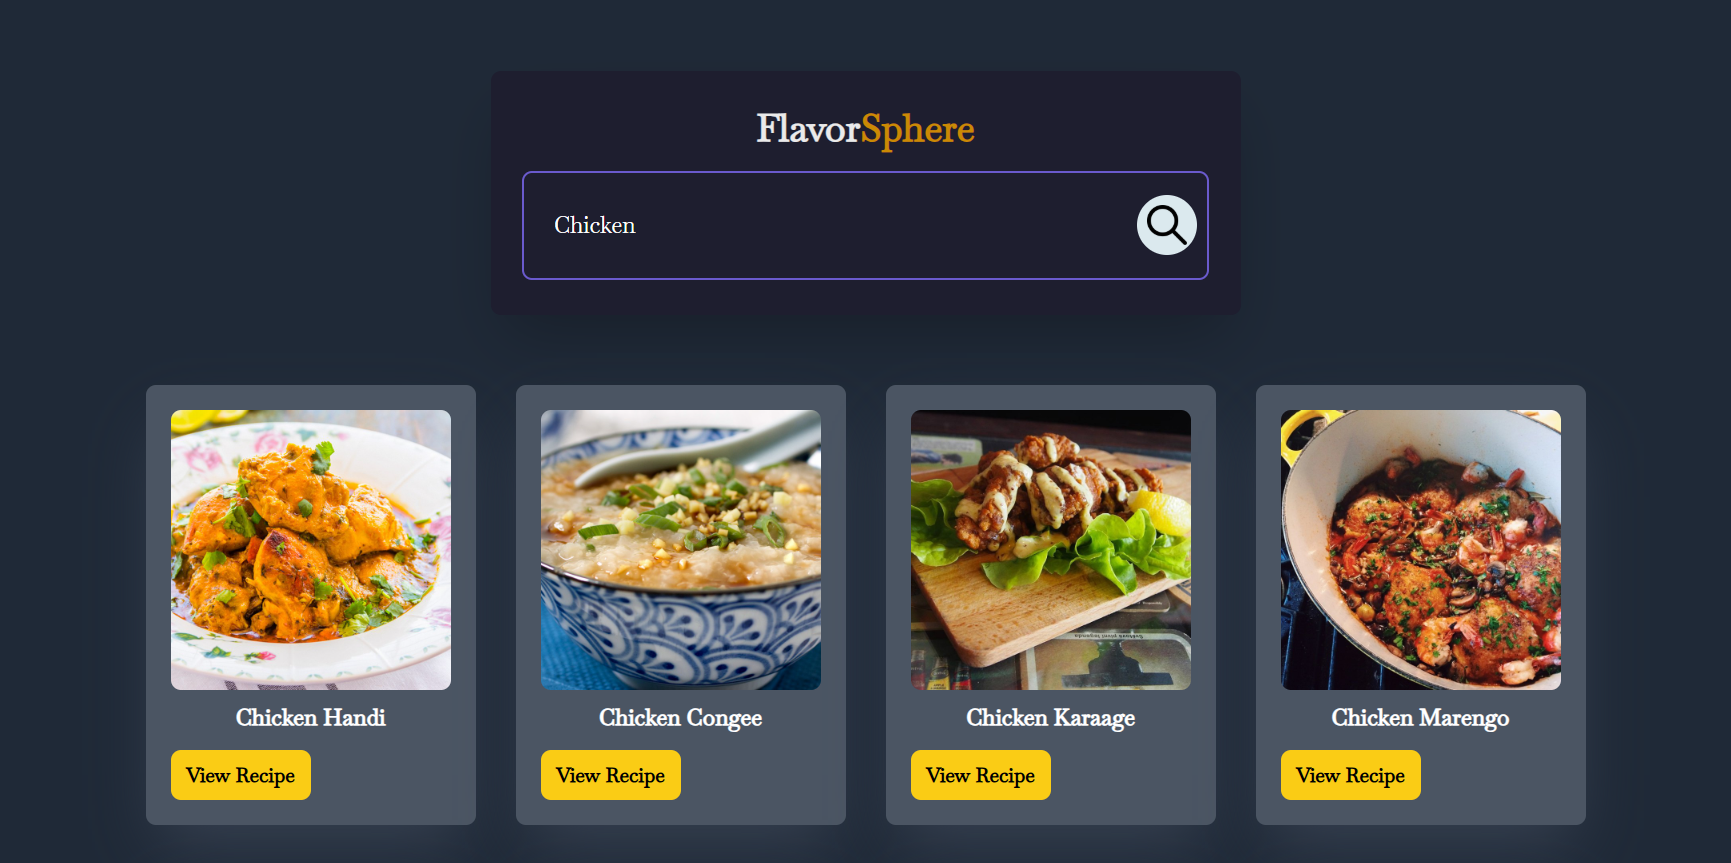 FlavorSphere
Chicken
Chicken Handi
Chicken Congee
Chicken Karaage
Chicken Marengo
View Recipe
View Recipe
View Recipe
View Recipe